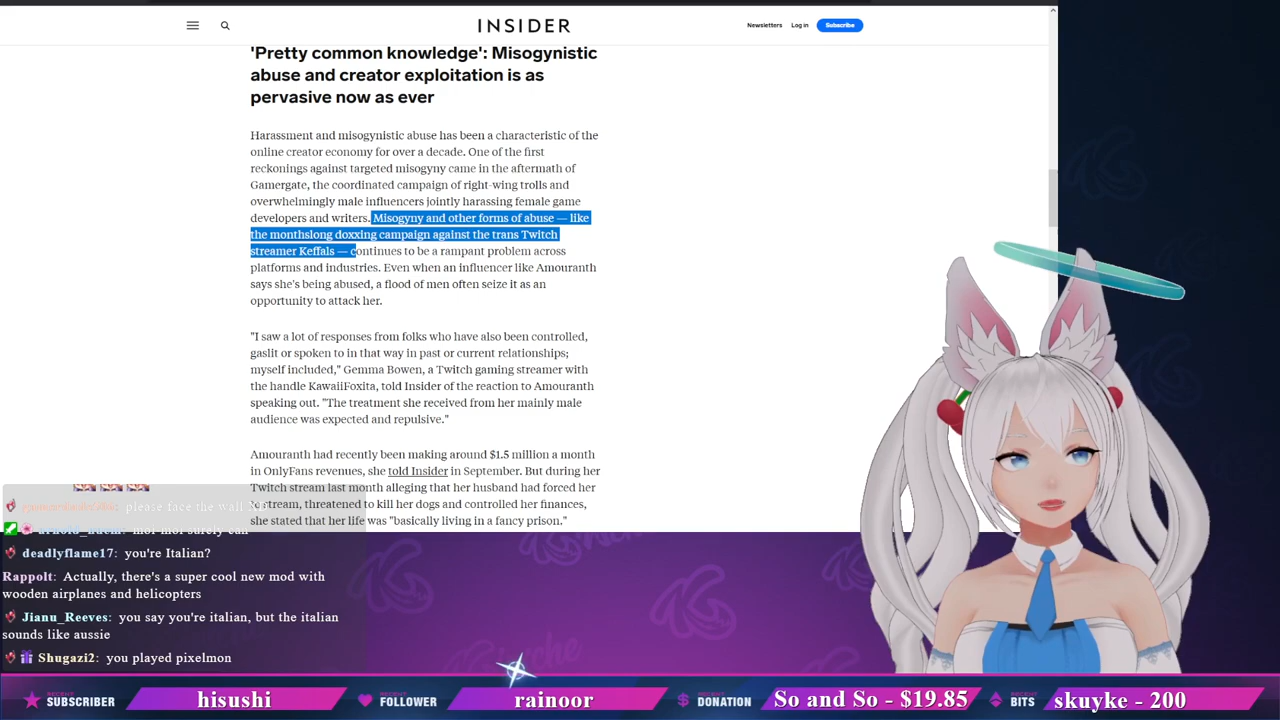 INSIDER
Newsletters
Log in
Subscribe
'Pretty common knowledge': Misogynistic
abuse and creator exploitation is as
pervasive now as ever
Harassment and misogynistic abuse has been a characteristic of the
online creator economy for over a decade. One of the first
reckonings against targeted misogyny came in the aftermath of
Gamergate, the coordinated campaign of right-wing trolls and
overwhelmingly male influencers jointly harassing female game
developers and writers. Misogyny and other forms of abuse — like
the monthslong doxxing campaign against the trans Twitch
streamer Keffals — continues to be a rampant problem across
platforms and industries. Even when an influencer like Amouranth
says she's being abused, a flood of men often seize it as an
opportunity to attack her.
"I saw a lot of responses from folks who have also been controlled,
gaslit or spoken to in that way in past or current relationships;
myself included," Gemma Bowen, a Twitch gaming streamer with
the handle KawaiiFoxita, told Insider of the reaction to Amouranth
speaking out. "The treatment she received from her mainly male
audience was expected and repulsive."
Amouranth had recently been making around $1.5 million a month
in OnlyFans revenues, she told Insider in September. But during her
Twitch stream last month alleging that her husband had forced her
stream, threatened to kill her dogs and controlled her finances,
she stated that her life was "basically living in a fancy prison."
please face the wall XD
surely can
deadlyflame17: you're Italian?
Rappolt: Actually, there's a super cool new mod with
wooden airplanes and helicopters
Jianu_Reeves: you say you're italian, but the italian
sounds like aussie
Shugazi2: you played pixelmon
RECENT
SUBSCRIBER
hisushi
RECENT
FOLLOWER
rainoor
RECENT
DONATION
So and So - $19.85
RECENT
BITS
skuyke - 200